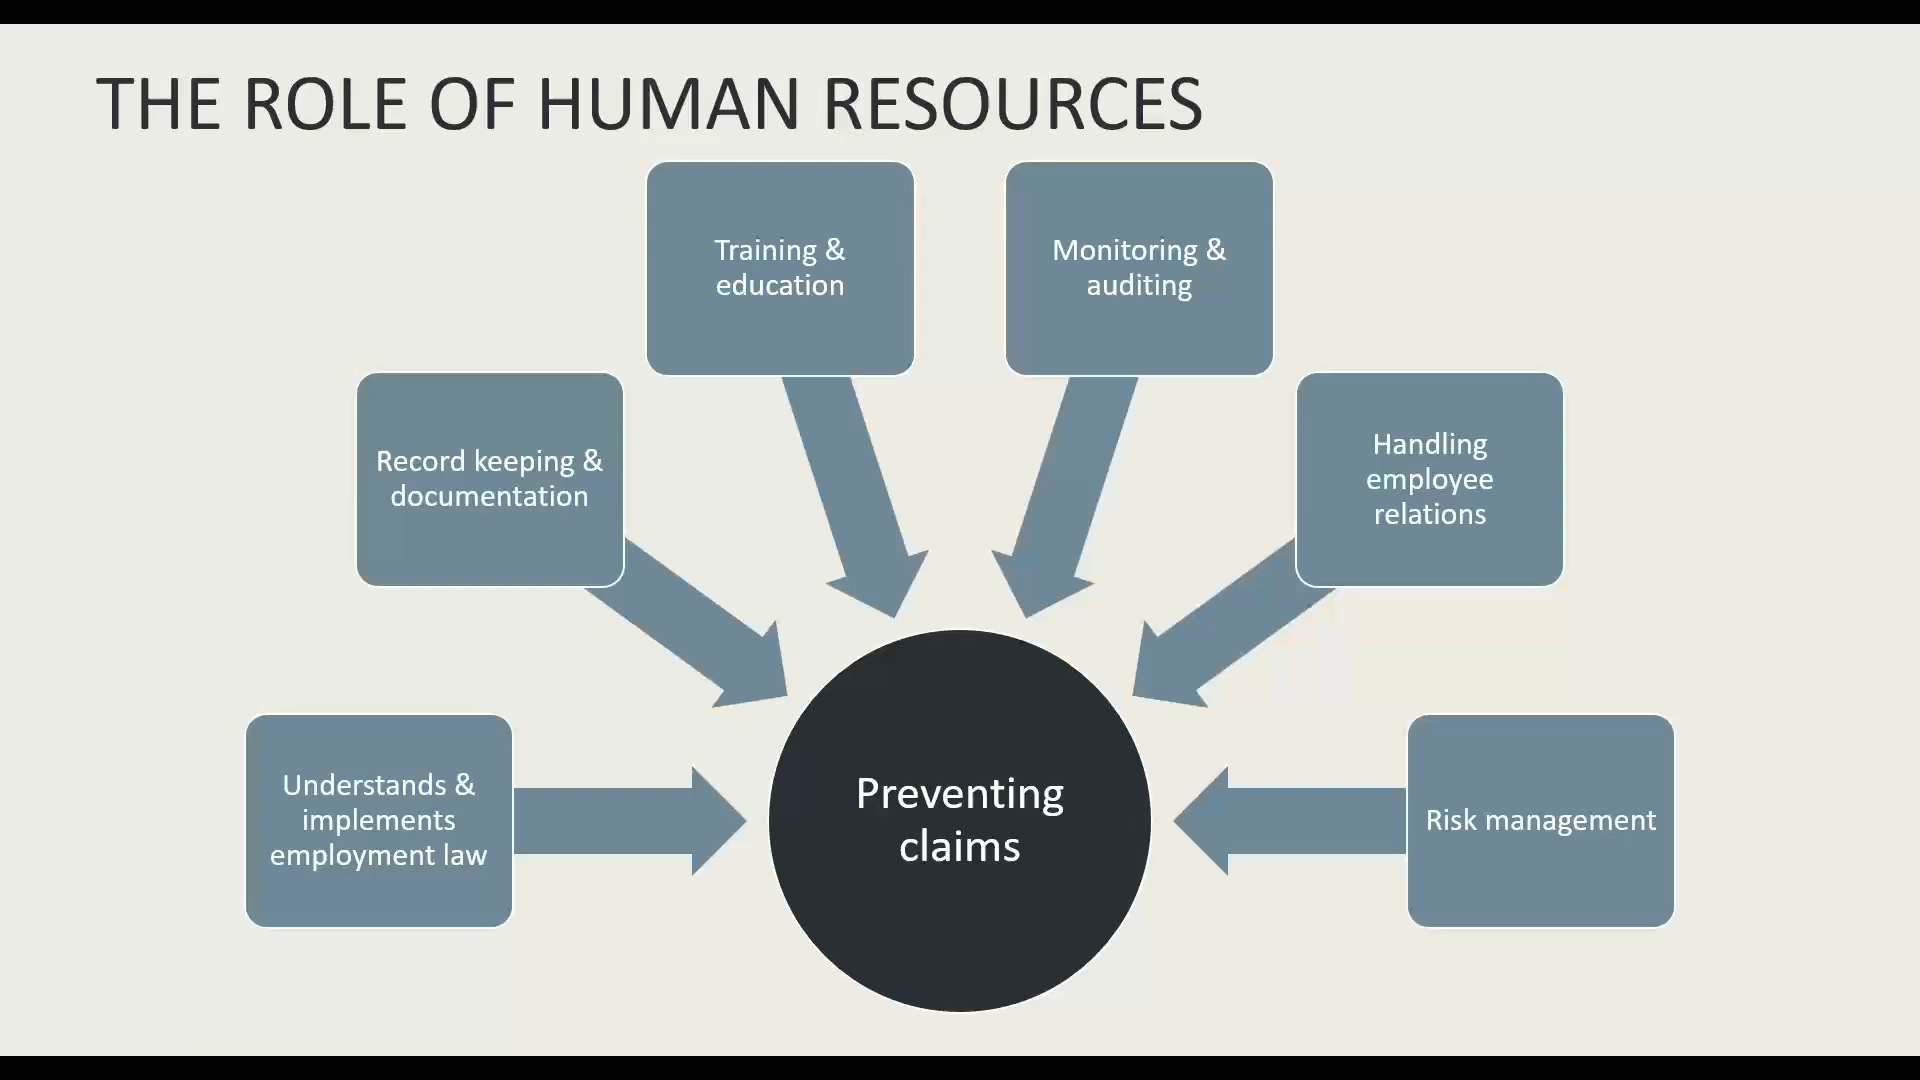 THE ROLE OF HUMAN RESOURCES
Training &
education
Monitoring &
auditing
Record keeping &
documentation
Handling
employee
relations
Understands &
implements
employment law
Preventing
claims
Risk management